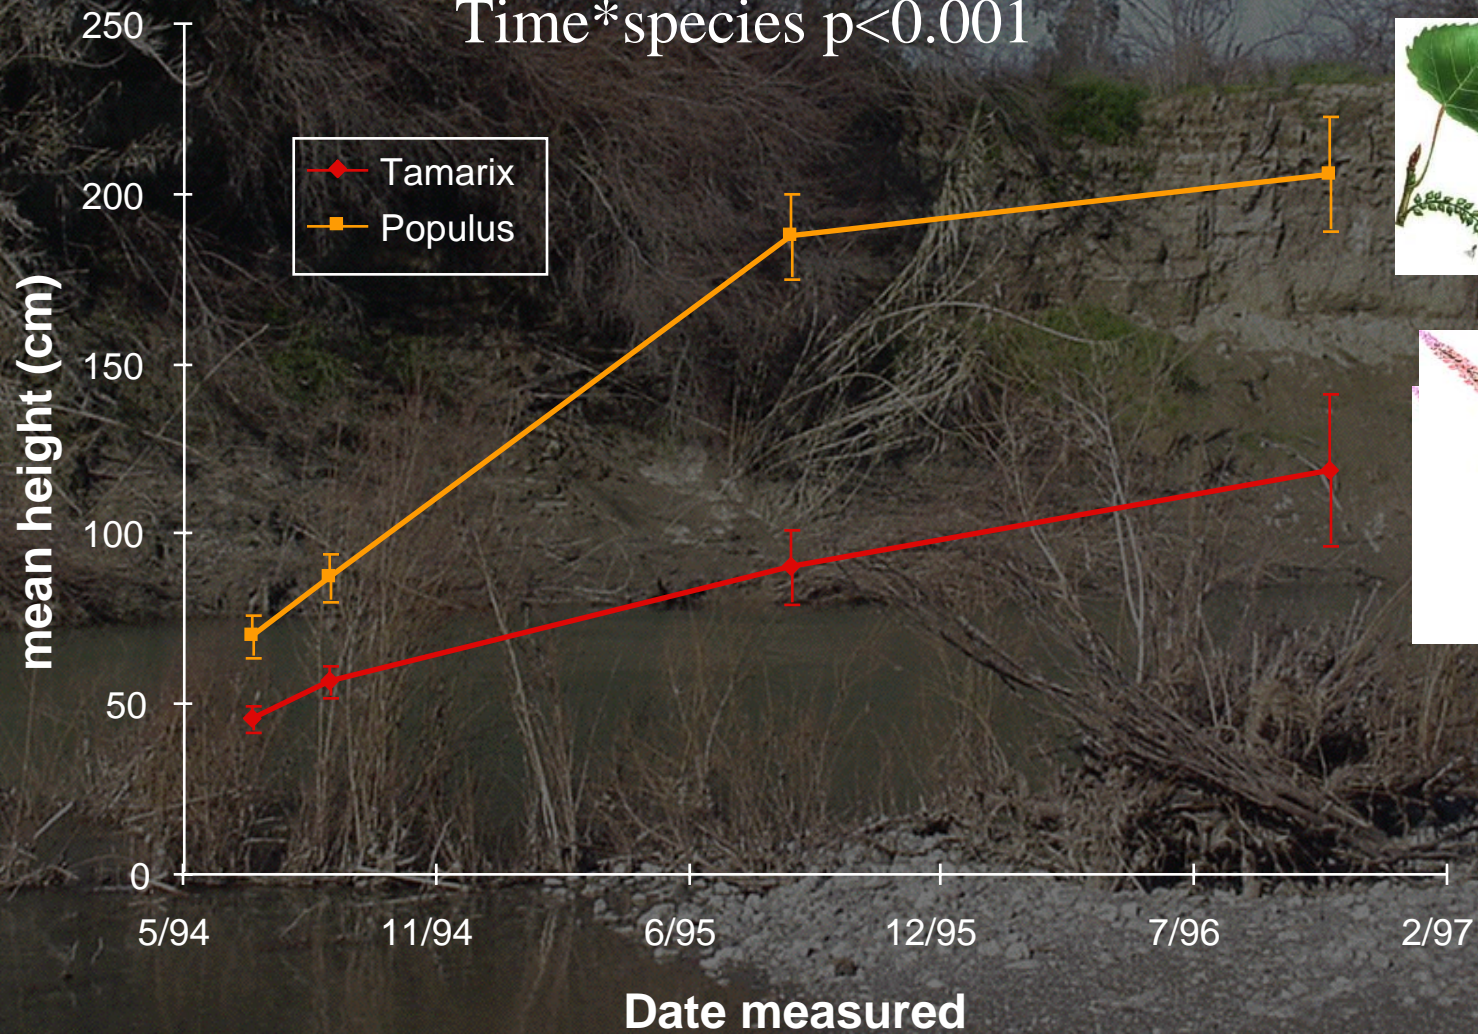 Time*species p<0.001
250
200
150
100
50
0
mean height (cm)
Tamarix
Populus
5/94 11/94 6/95 12/95 7/96 2/97
Date measured